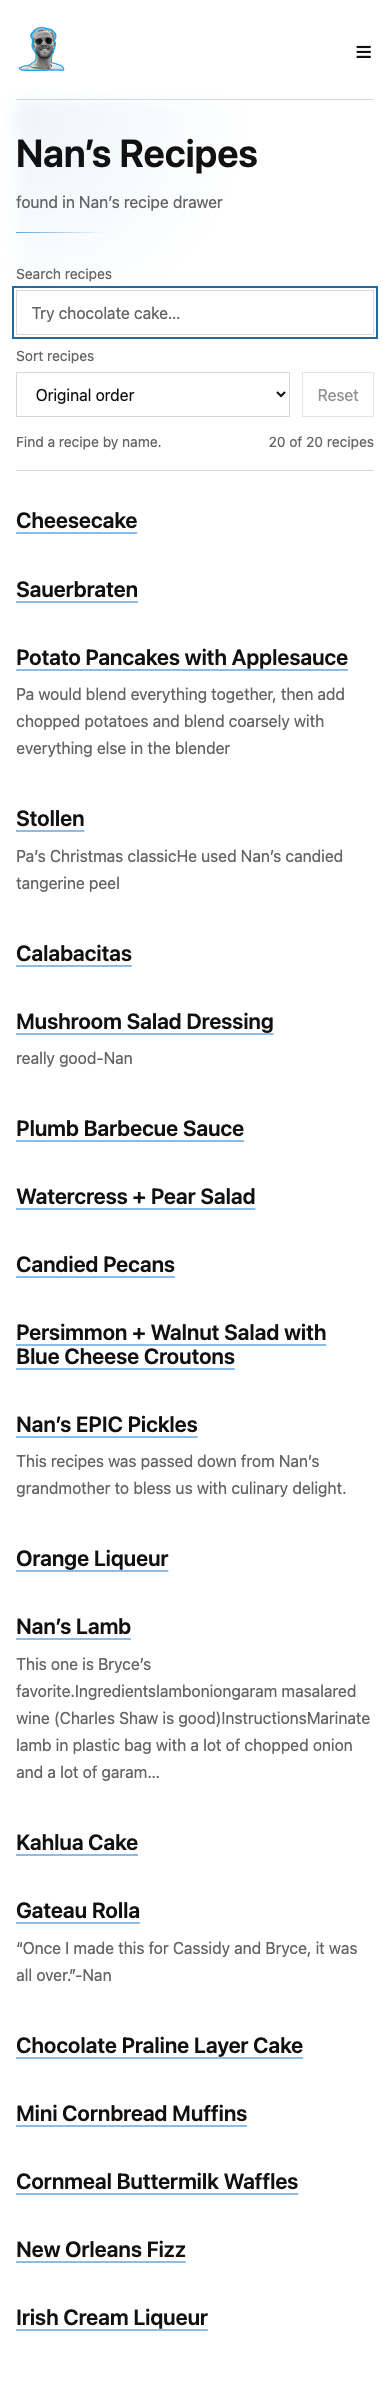 Nan’s Recipes
found in Nan’s recipe drawer
Search recipes
Try chocolate cake...
Sort recipes
Original order
Reset
Find a recipe by name.
20 of 20 recipes
Cheesecake
Sauerbraten
Potato Pancakes with Applesauce
Pa would blend everything together, then add
chopped potatoes and blend coarsely with
everything else in the blender
Stollen
Pa’s Christmas classicHe used Nan’s candied
tangerine peel
Calabacitas
Mushroom Salad Dressing
really good-Nan
Plumb Barbecue Sauce
Watercress + Pear Salad
Candied Pecans
Persimmon + Walnut Salad with
Blue Cheese Croutons
Nan’s EPIC Pickles
This recipes was passed down from Nan’s
grandmother to bless us with culinary delight.
Orange Liqueur
Nan’s Lamb
This one is Bryce’s
favorite.Ingredientslamboniongaram masalared
wine (Charles Shaw is good)InstructionsMarinate
lamb in plastic bag with a lot of chopped onion
and a lot of garam...
Kahlua Cake
Gateau Rolla
“Once I made this for Cassidy and Bryce, it was
all over.”-Nan
Chocolate Praline Layer Cake
Mini Cornbread Muffins
Cornmeal Buttermilk Waffles
New Orleans Fizz
Irish Cream Liqueur